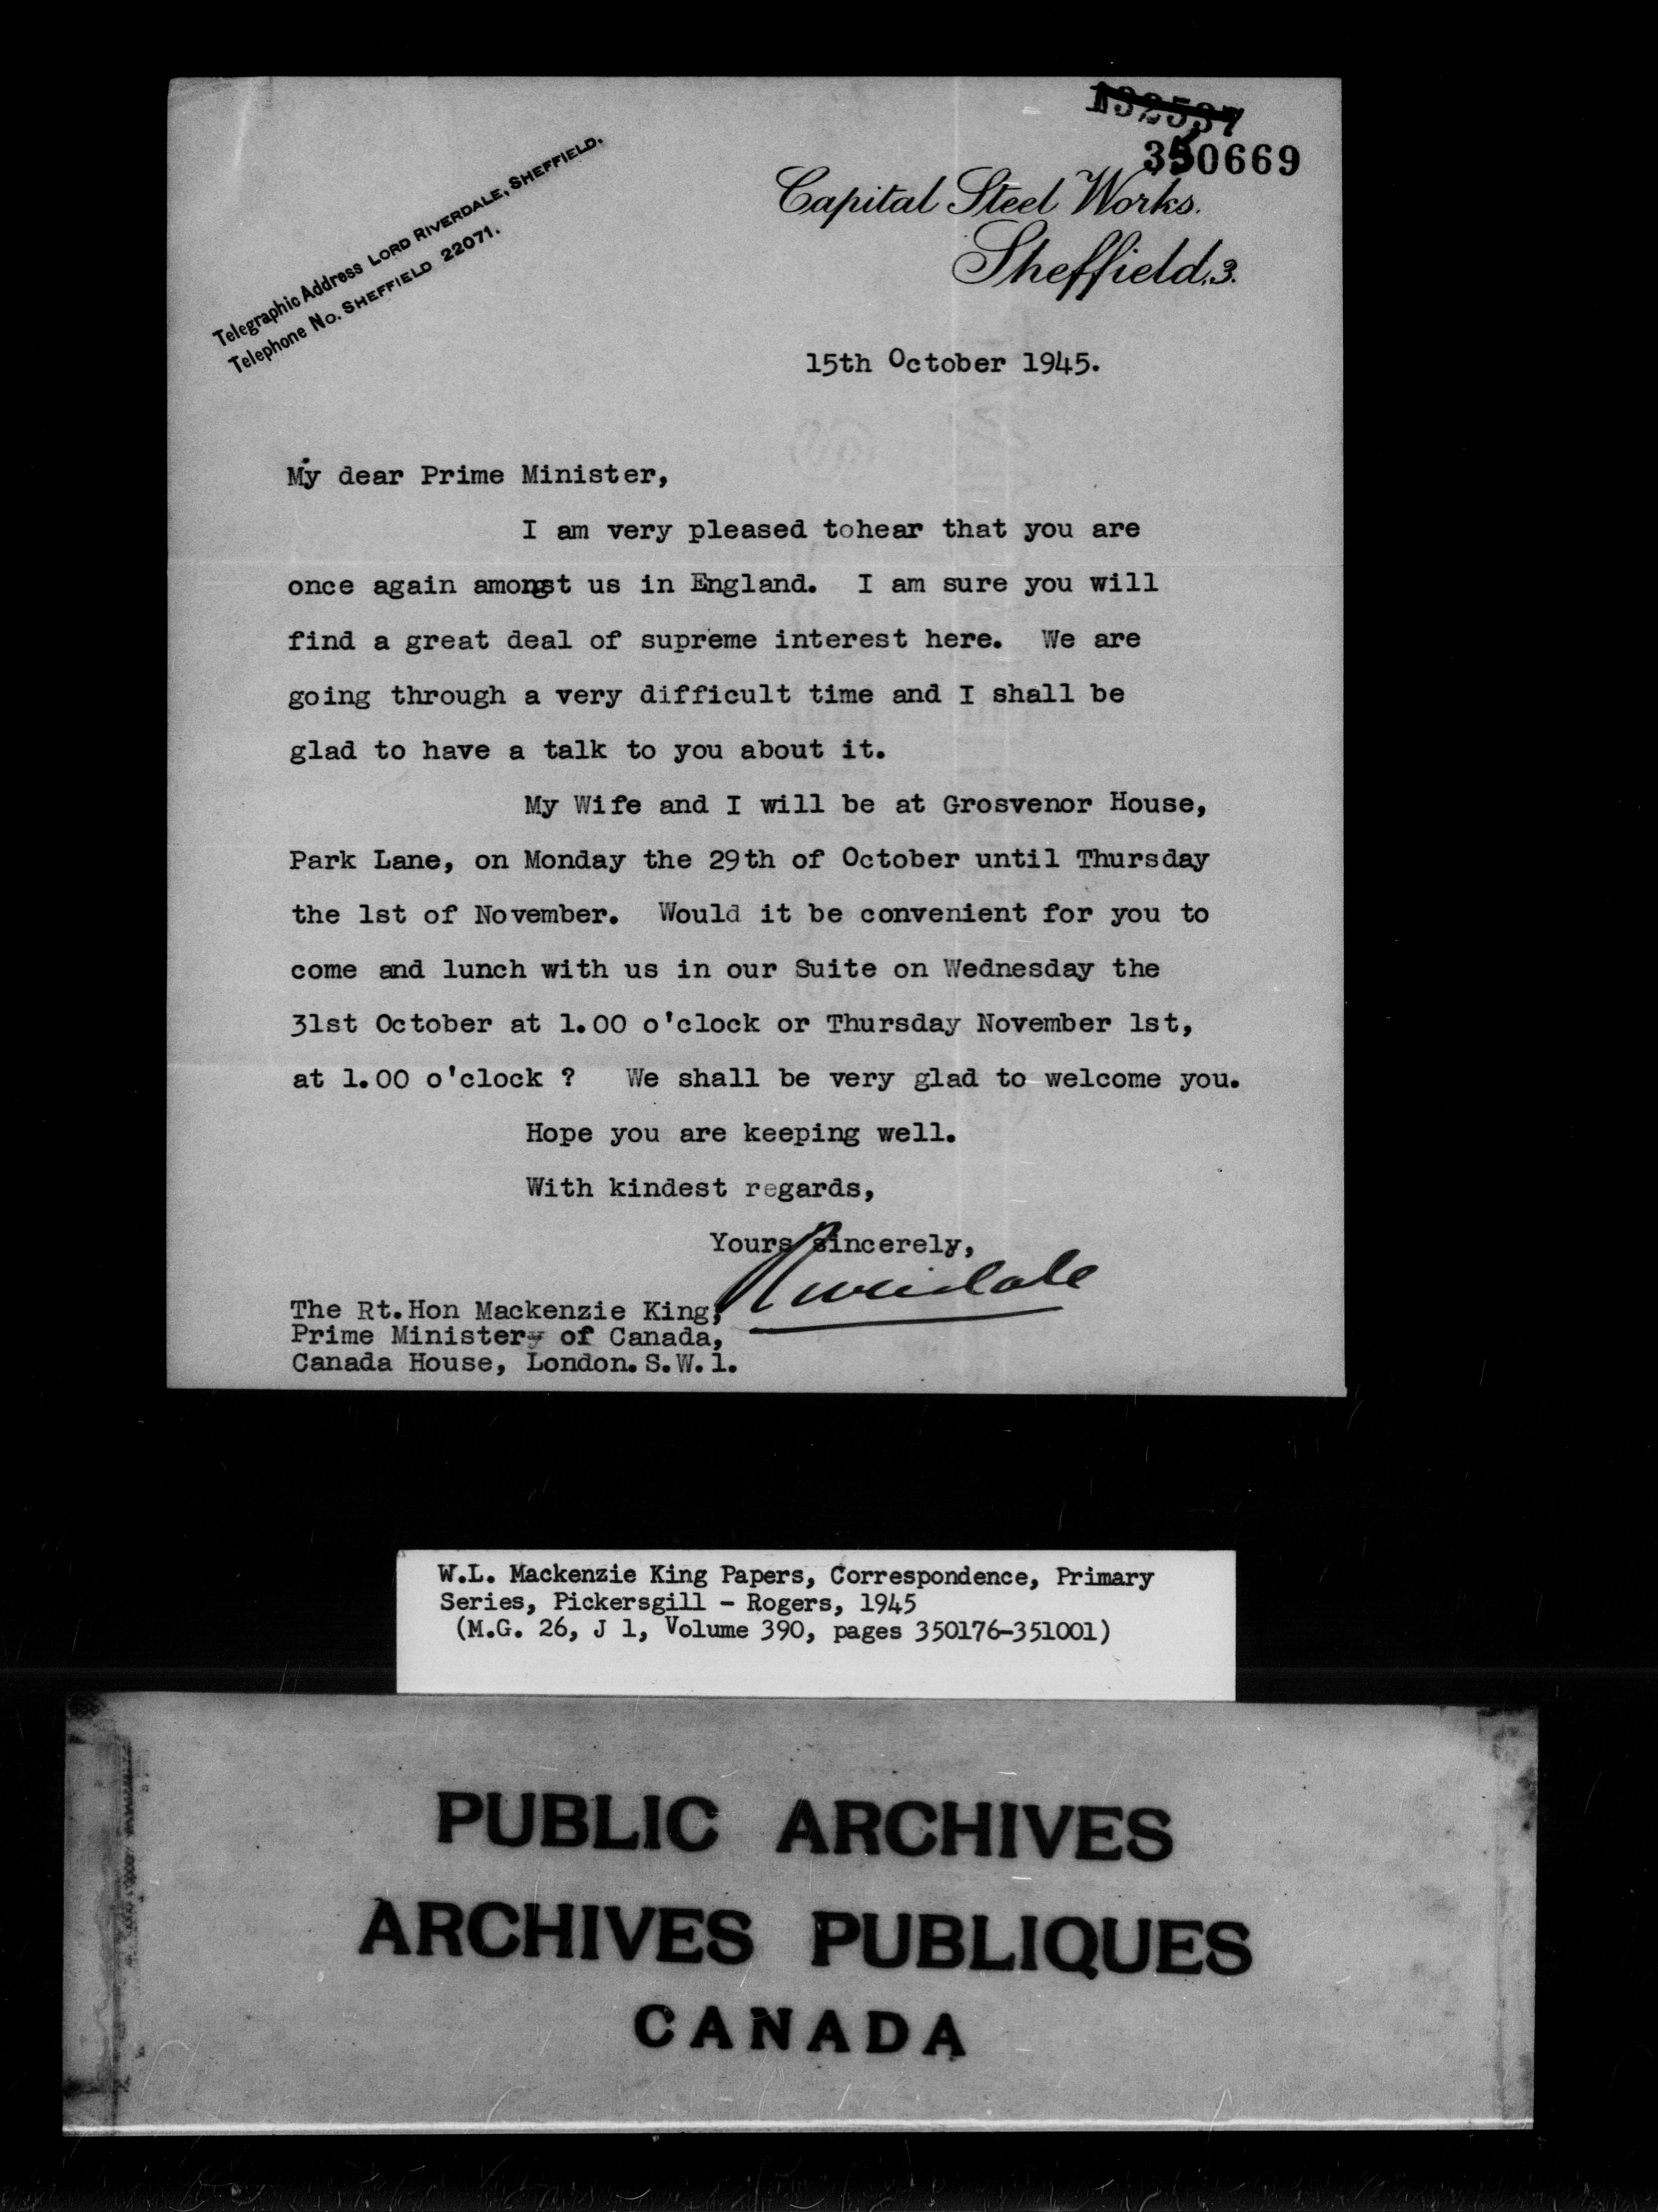 A32537
350669
Telegraphic Address LORD RIVERDALE, SHEFFIELD.
Telephone No. SHEFFIELD 22071.
Capital Steel Works.
Sheffield, 3.
15th October 1945.
My dear Prime Minister,
I am very pleased tohear that you are
once again amongst us in England. I am sure you will
find a great deal of supreme interest here. We are
going through a very difficult time and I shall be
glad to have a talk to you about it.
My Wife and I will be at Grosvenor House,
Park Lane, on Monday the 29th of October until Thursday
the 1st of November. Would it be convenient for you to
come and lunch with us in our Suite on Wednesday the
31st October at 1.00 o'clock or Thursday November 1st,
at 1.00 o'clock ? We shall be very glad to welcome you.
Hope you are keeping well.
With kindest regards,
Yours sincerely,
Riverdale
The Rt.Hon Mackenzie King,
Prime Minister of Canada,
Canada House, London. S.W.1.
W.L. Mackenzie King Papers, Correspondence, Primary
Series, Pickersgill - Rogers, 1945
(M.G. 26, J 1, Volume 390, pages 350176-351001)
PUBLIC ARCHIVES
ARCHIVES PUBLIQUES
CANADA